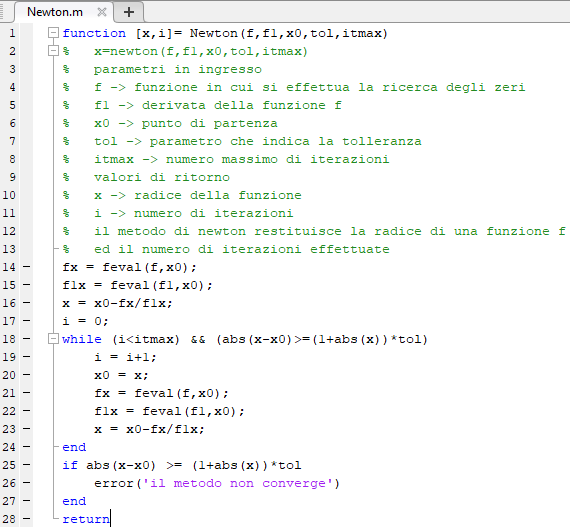 Newton.m × +
1 function [x,i]= Newton(f,f1,x0,tol,itmax)
2 % x=newton(f,f1,x0,tol,itmax)
3 % parametri in ingresso
4 % f -> funzione in cui si effettua la ricerca degli zeri
5 % f1 -> derivata della funzione f
6 % x0 -> punto di partenza
7 % tol -> parametro che indica la tolleranza
8 % itmax -> numero massimo di iterazioni
9 % valori di ritorno
10 % x -> radice della funzione
11 % i -> numero di iterazioni
12 % il metodo di newton restituisce la radice di una funzione f
13 % ed il numero di iterazioni effettuate
14 – fx = feval(f,x0);
15 – f1x = feval(f1,x0);
16 – x = x0-fx/f1x;
17 – i = 0;
18 – while (i<itmax) && (abs(x-x0)>=(1+abs(x))*tol)
19 – i = i+1;
20 – x0 = x;
21 – fx = feval(f,x0);
22 – f1x = feval(f1,x0);
23 – x = x0-fx/f1x;
24 – end
25 – if abs(x-x0) >= (1+abs(x))*tol
26 – error('il metodo non converge')
27 – end
28 – return